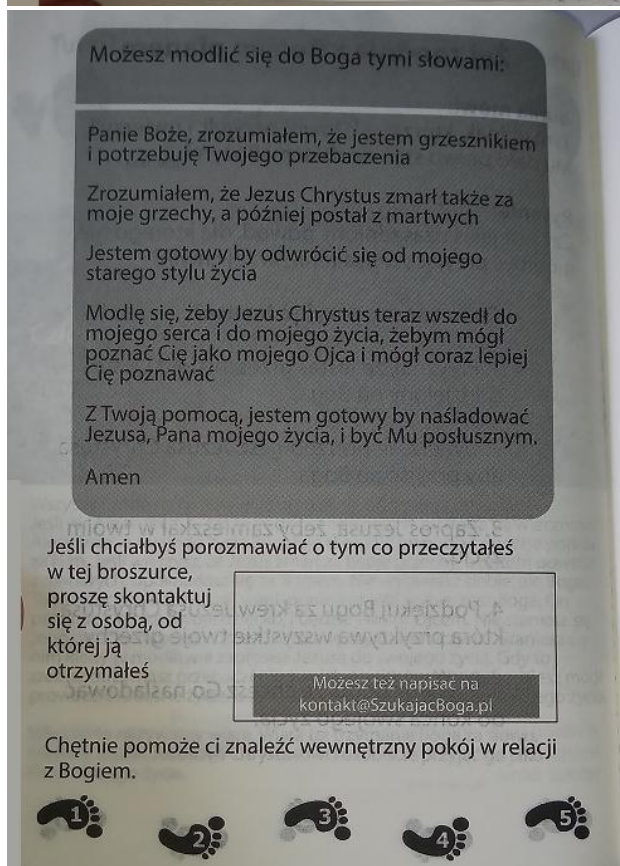 Możesz modlić się do Boga tymi słowami:
Panie Boże, zrozumiałem, że jestem grzesznikiem
i potrzebuję Twojego przebaczenia
Zrozumiałem, że Jezus Chrystus zmarł także za
moje grzechy, a później postał z martwych
Jestem gotowy by odwrócić się od mojego
starego stylu życia
Modlę się, żeby Jezus Chrystus teraz wszedł do
mojego serca i do mojego życia, żebym mógł
poznać Cię jako mojego Ojca i mógł coraz lepiej
Cię poznawać
Z Twoją pomocą, jestem gotowy by naśladować
Jezusa, Pana mojego życia, i być Mu posłusznym.
Amen
Jeśli chciałbyś porozmawiać o tym co przeczytałeś
w tej broszurce,
proszę skontaktuj
się z osobą, od
której ją
otrzymałeś
Możesz też napisać na
kontakt@SzukajacBoga.pl
Chętnie pomoże ci znaleźć wewnętrzny pokój w relacji
z Bogiem.
1 2 3 4 5